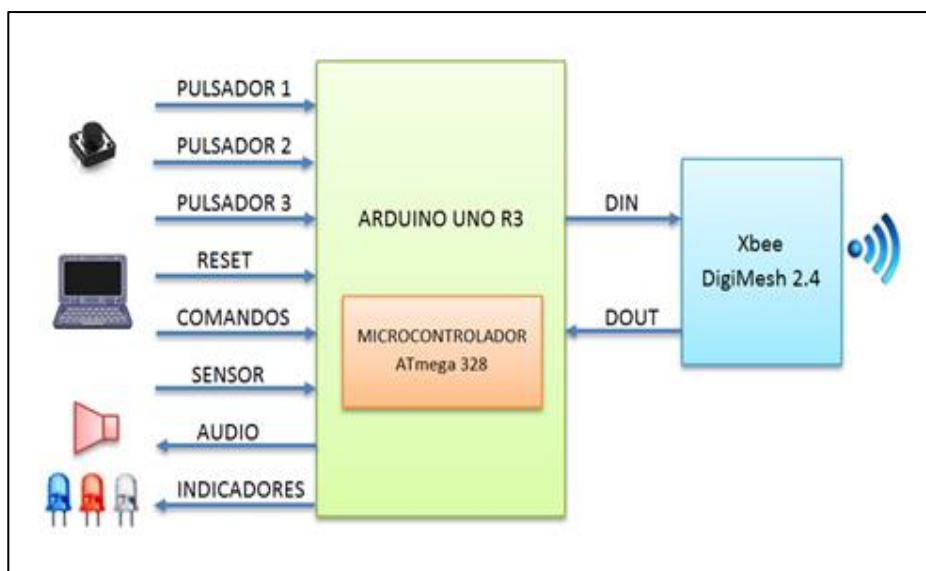 PULSADOR 1
PULSADOR 2
PULSADOR 3
RESET
COMANDOS
SENSOR
AUDIO
INDICADORES
ARDUINO UNO R3
MICROCONTROLADOR
ATmega 328
DIN
DOUT
Xbee
DigiMesh 2.4